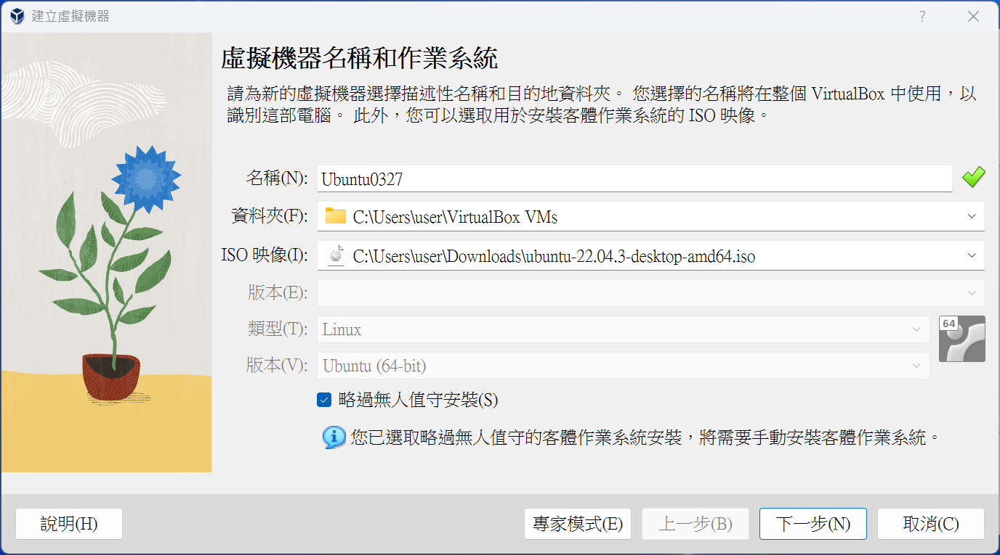 建立虛擬機器
?
虛擬機器名稱和作業系統
請為新的虛擬機器選擇描述性名稱和目的地資料夾。 您選擇的名稱將在整個 VirtualBox 中使用，以
識別這部電腦。 此外，您可以選取用於安裝客體作業系統的 ISO 映像。
名稱(N): Ubuntu0327
資料夾(F): C:\Users\user\VirtualBox VMs
ISO 映像(I): C:\Users\user\Downloads\ubuntu-22.04.3-desktop-amd64.iso
版本(E):
類型(T): Linux
64
版本(V): Ubuntu (64-bit)
略過無人值守安裝(S)
您已選取略過無人值守的客體作業系統安裝，將需要手動安裝客體作業系統。
說明(H) 專家模式(E) 上一步(B) 下一步(N) 取消(C)